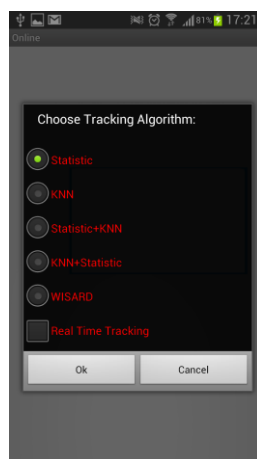 81% 17:21
Online
Choose Tracking Algorithm:
Statistic
KNN
Statistic+KNN
KNN+Statistic
WISARD
Real Time Tracking
Ok Cancel